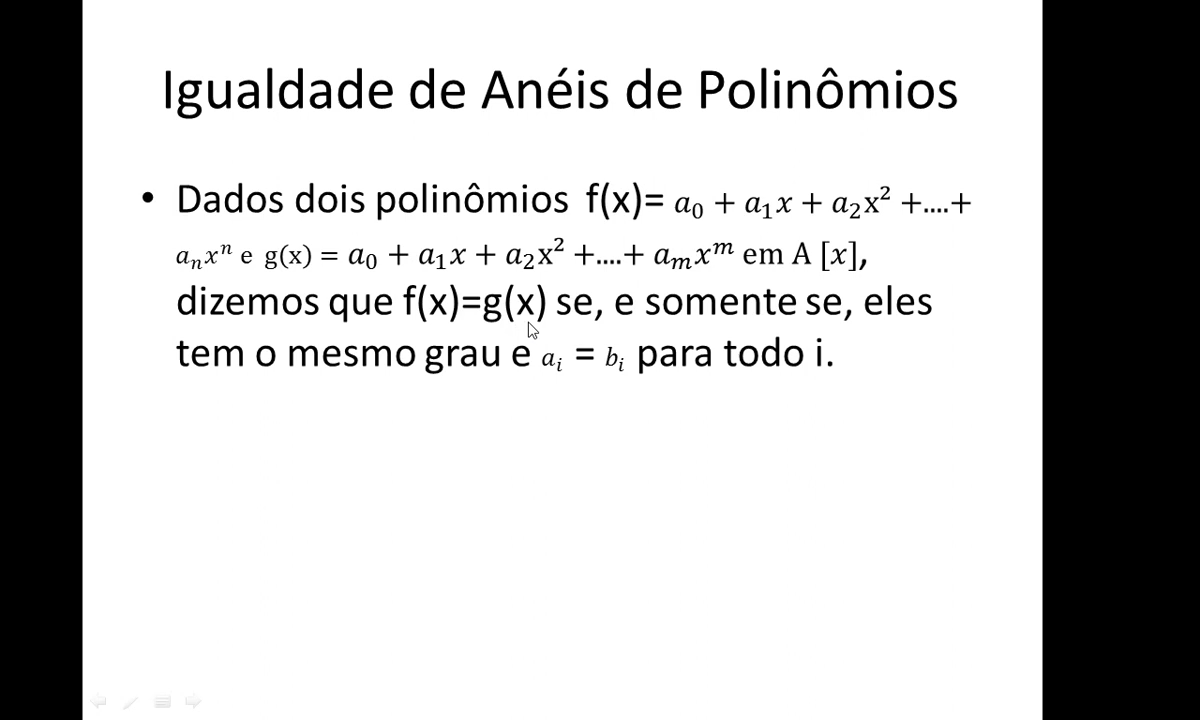 Igualdade de Anéis de Polinômios
• Dados dois polinômios f(x)= a₀ + a₁x + a₂x² +....+
aₙxⁿ e g(x) = a₀ + a₁x + a₂x² +....+ aₘxᵐ em A [x],
dizemos que f(x)=g(x) se, e somente se, eles
tem o mesmo grau e aᵢ = bᵢ para todo i.